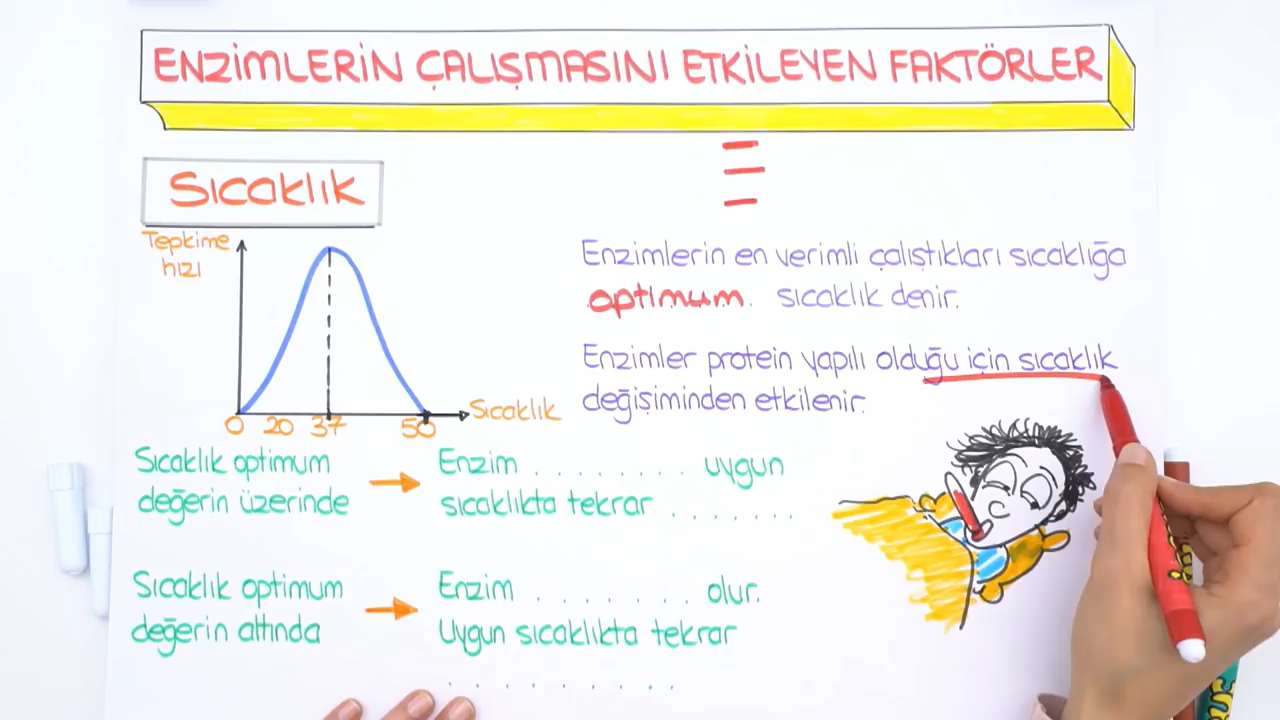 ENZİMLERİN ÇALIŞMASINI ETKİLEYEN FAKTÖRLER
Sıcaklık
Tepkime
hızı
Sıcaklık
0 20 37 50
Enzimlerin en verimli çalıştıkları sıcaklığa
optimum. sıcaklık denir.
Enzimler protein yapılı olduğu için sıcaklık
değişiminden etkilenir.
Sıcaklık optimum
değerin üzerinde
Enzim . . . . . . . uygun
sıcaklıkta tekrar . . . . . . .
Sıcaklık optimum
değerin altında
Enzim . . . . . . . olur.
Uygun sıcaklıkta tekrar
. . . . . . . . .